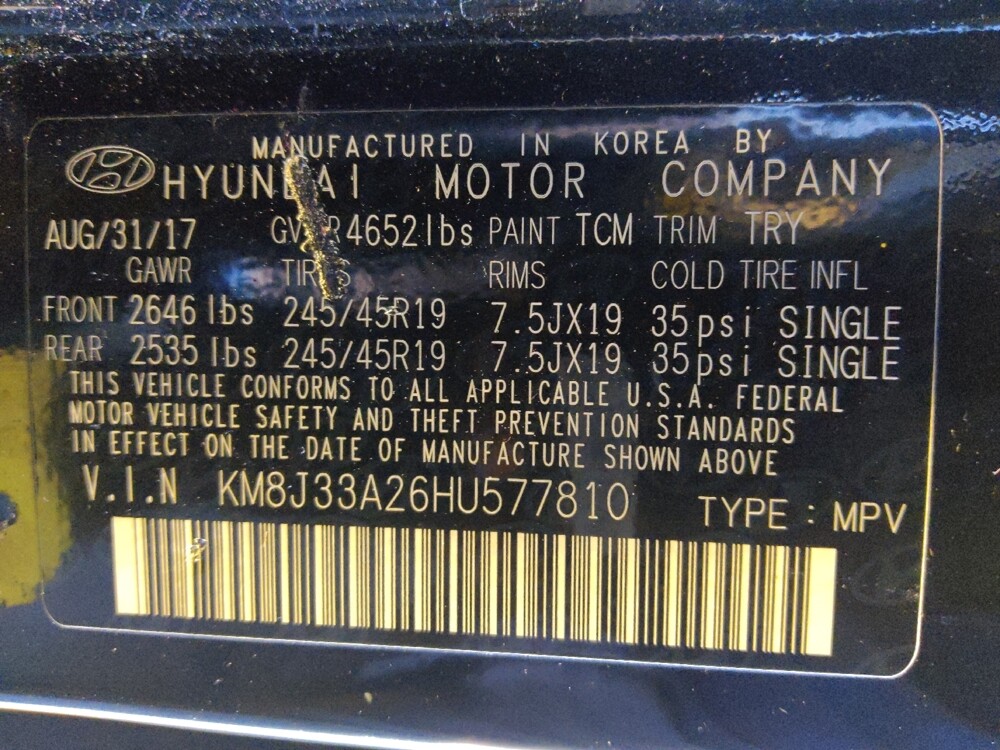 MANUFACTURED IN KOREA BY
HYUNDAI MOTOR COMPANY
AUG/31/17 GVWR 4652 lbs PAINT TCM TRIM TRY
GAWR TIRES RIMS COLD TIRE INFL
FRONT 2646 lbs 245/45R19 7.5JX19 35psi SINGLE
REAR 2535 lbs 245/45R19 7.5JX19 35psi SINGLE
THIS VEHICLE CONFORMS TO ALL APPLICABLE U.S.A. FEDERAL
MOTOR VEHICLE SAFETY AND THEFT PREVENTION STANDARDS
IN EFFECT ON THE DATE OF MANUFACTURE SHOWN ABOVE
V.I.N KM8J33A26HU577810 TYPE : MPV